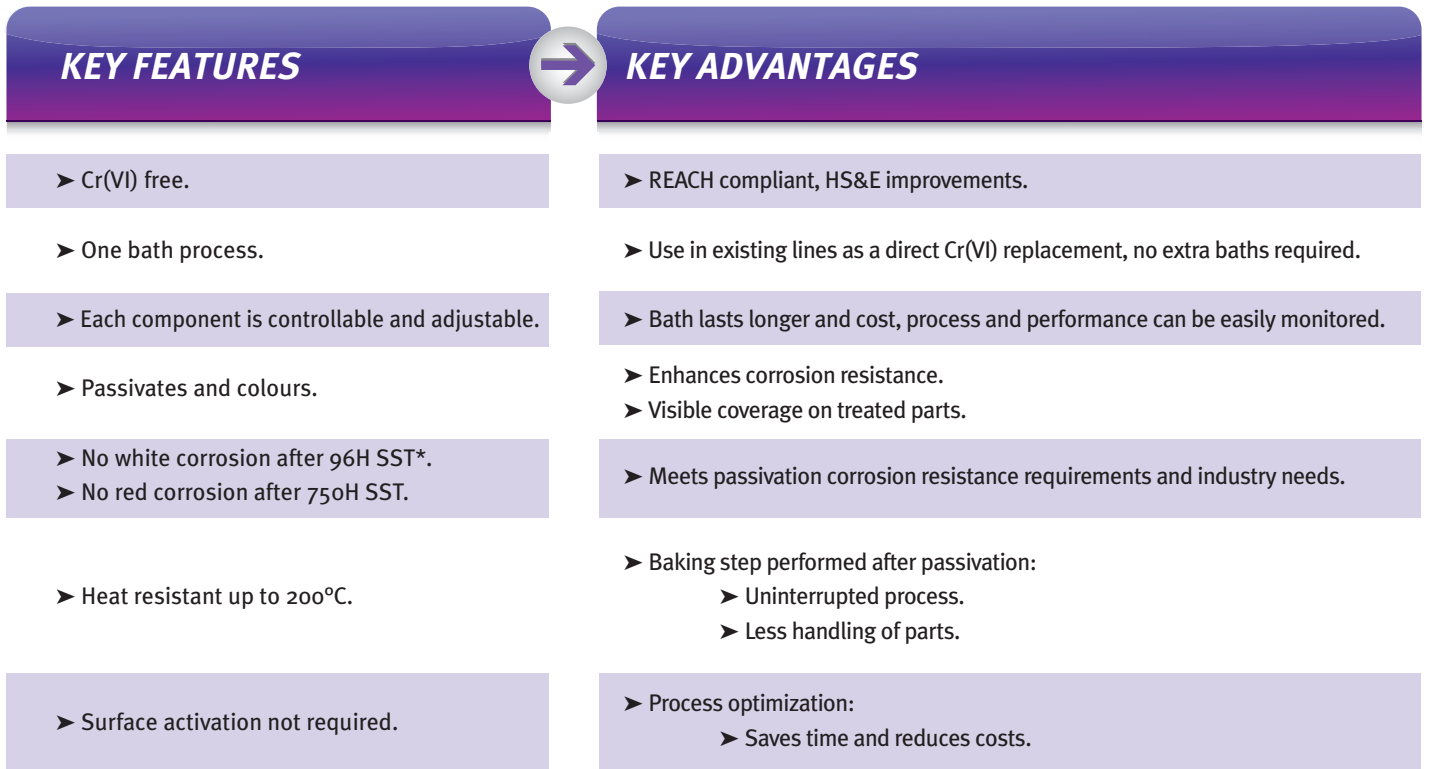 KEY FEATURES
KEY ADVANTAGES
➤ Cr(VI) free.
➤ REACH compliant, HS&E improvements.
➤ One bath process.
➤ Use in existing lines as a direct Cr(VI) replacement, no extra baths required.
➤ Each component is controllable and adjustable.
➤ Bath lasts longer and cost, process and performance can be easily monitored.
➤ Passivates and colours.
➤ Enhances corrosion resistance.
➤ Visible coverage on treated parts.
➤ No white corrosion after 96H SST*.
➤ No red corrosion after 750H SST.
➤ Meets passivation corrosion resistance requirements and industry needs.
➤ Heat resistant up to 200°C.
➤ Baking step performed after passivation:
➤ Uninterrupted process.
➤ Less handling of parts.
➤ Surface activation not required.
➤ Process optimization:
➤ Saves time and reduces costs.